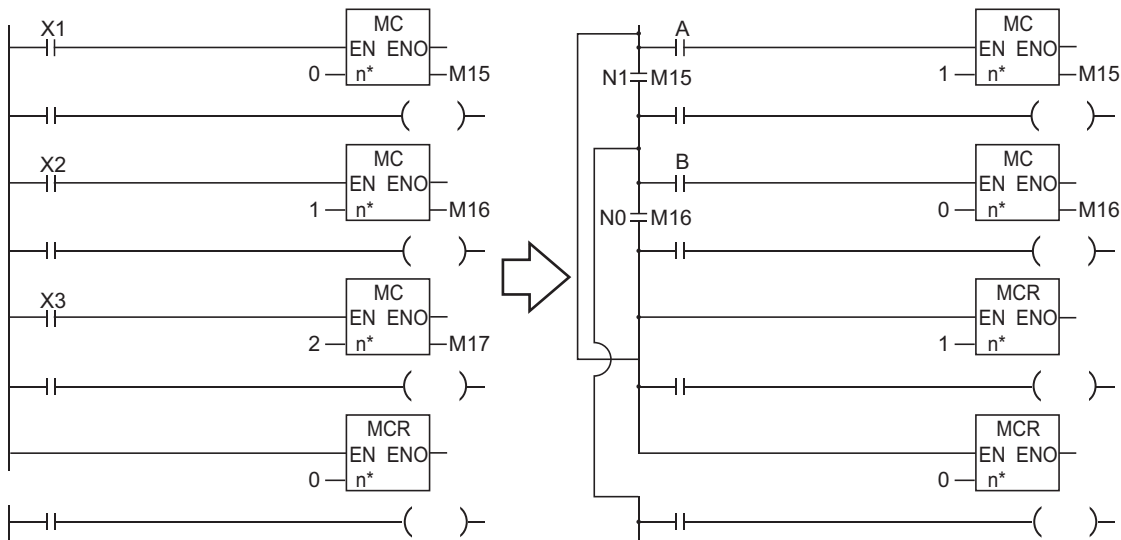 X1
MC
EN ENO
0 n* M15
X2
MC
EN ENO
1 n* M16
X3
MC
EN ENO
2 n* M17
MCR
EN ENO
0 n*
A
MC
EN ENO
1 n* M15
N1 M15
B
MC
EN ENO
0 n* M16
N0 M16
MCR
EN ENO
1 n*
MCR
EN ENO
0 n*